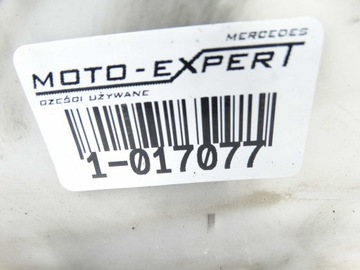 MERCEDES
MOTO-EXPERT
CZĘŚCI UŻYWANE
1-017077